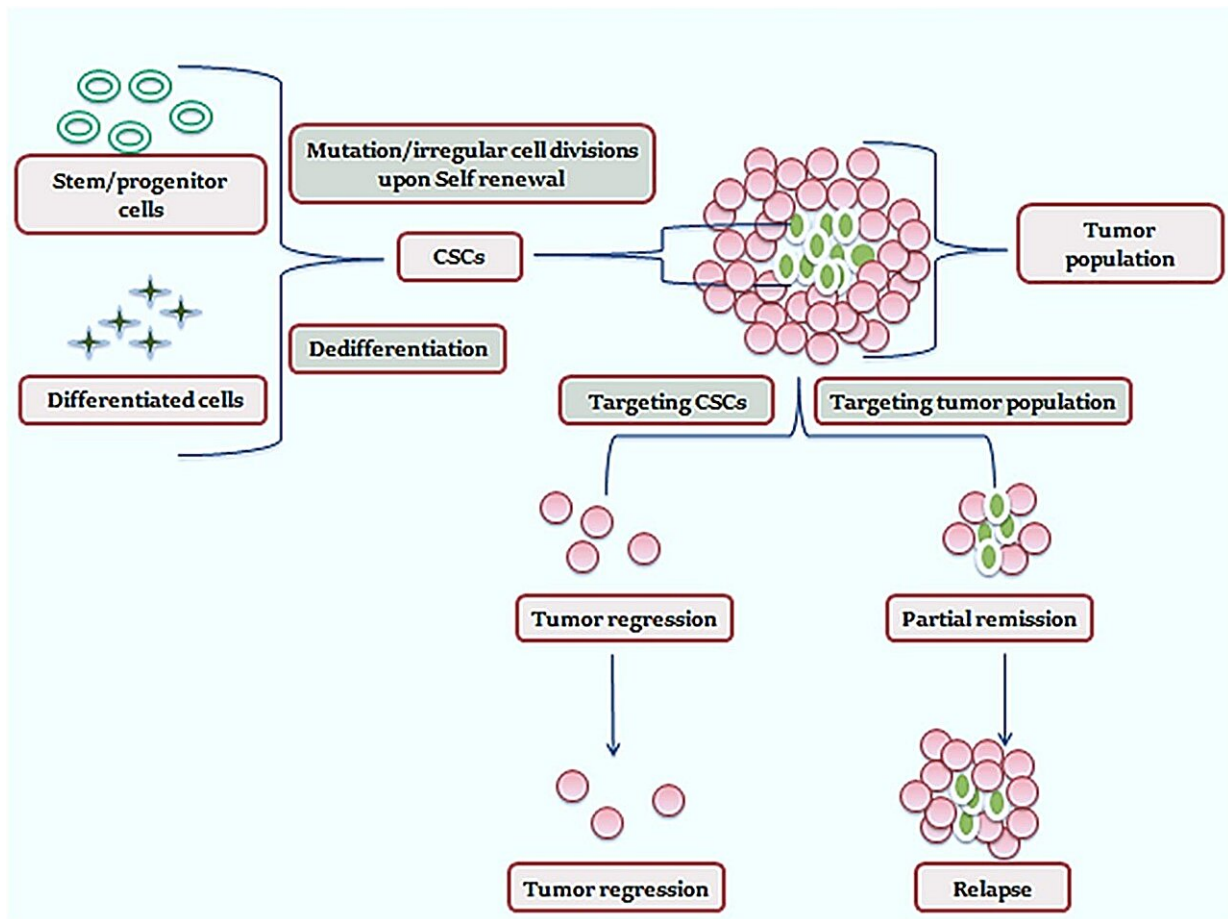 Stem/progenitor
cells
Mutation/irregular cell divisions
upon Self renewal
CSCs
Tumor
population
Dedifferentiation
Differentiated cells
Targeting CSCs
Targeting tumor population
Tumor regression
Partial remission
Tumor regression
Relapse